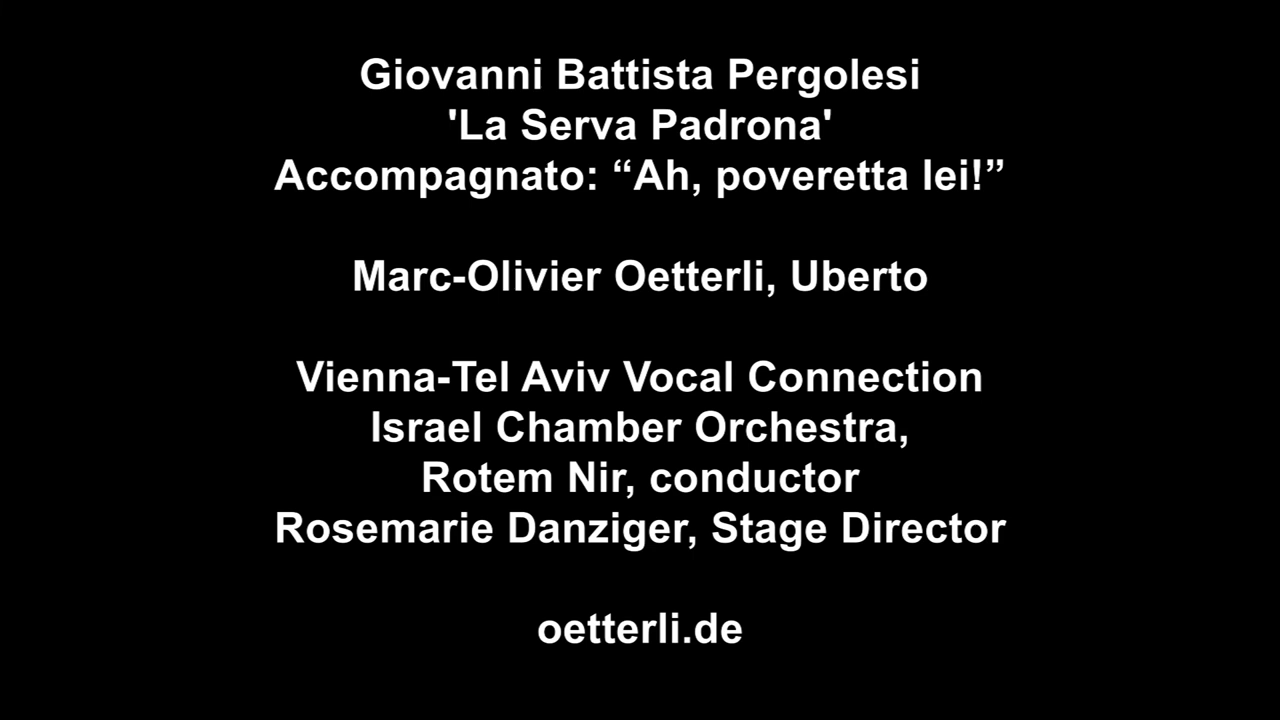 Giovanni Battista Pergolesi
'La Serva Padrona'
Accompagnato: “Ah, poveretta lei!”
Marc-Olivier Oetterli, Uberto
Vienna-Tel Aviv Vocal Connection
Israel Chamber Orchestra,
Rotem Nir, conductor
Rosemarie Danziger, Stage Director
oetterli.de